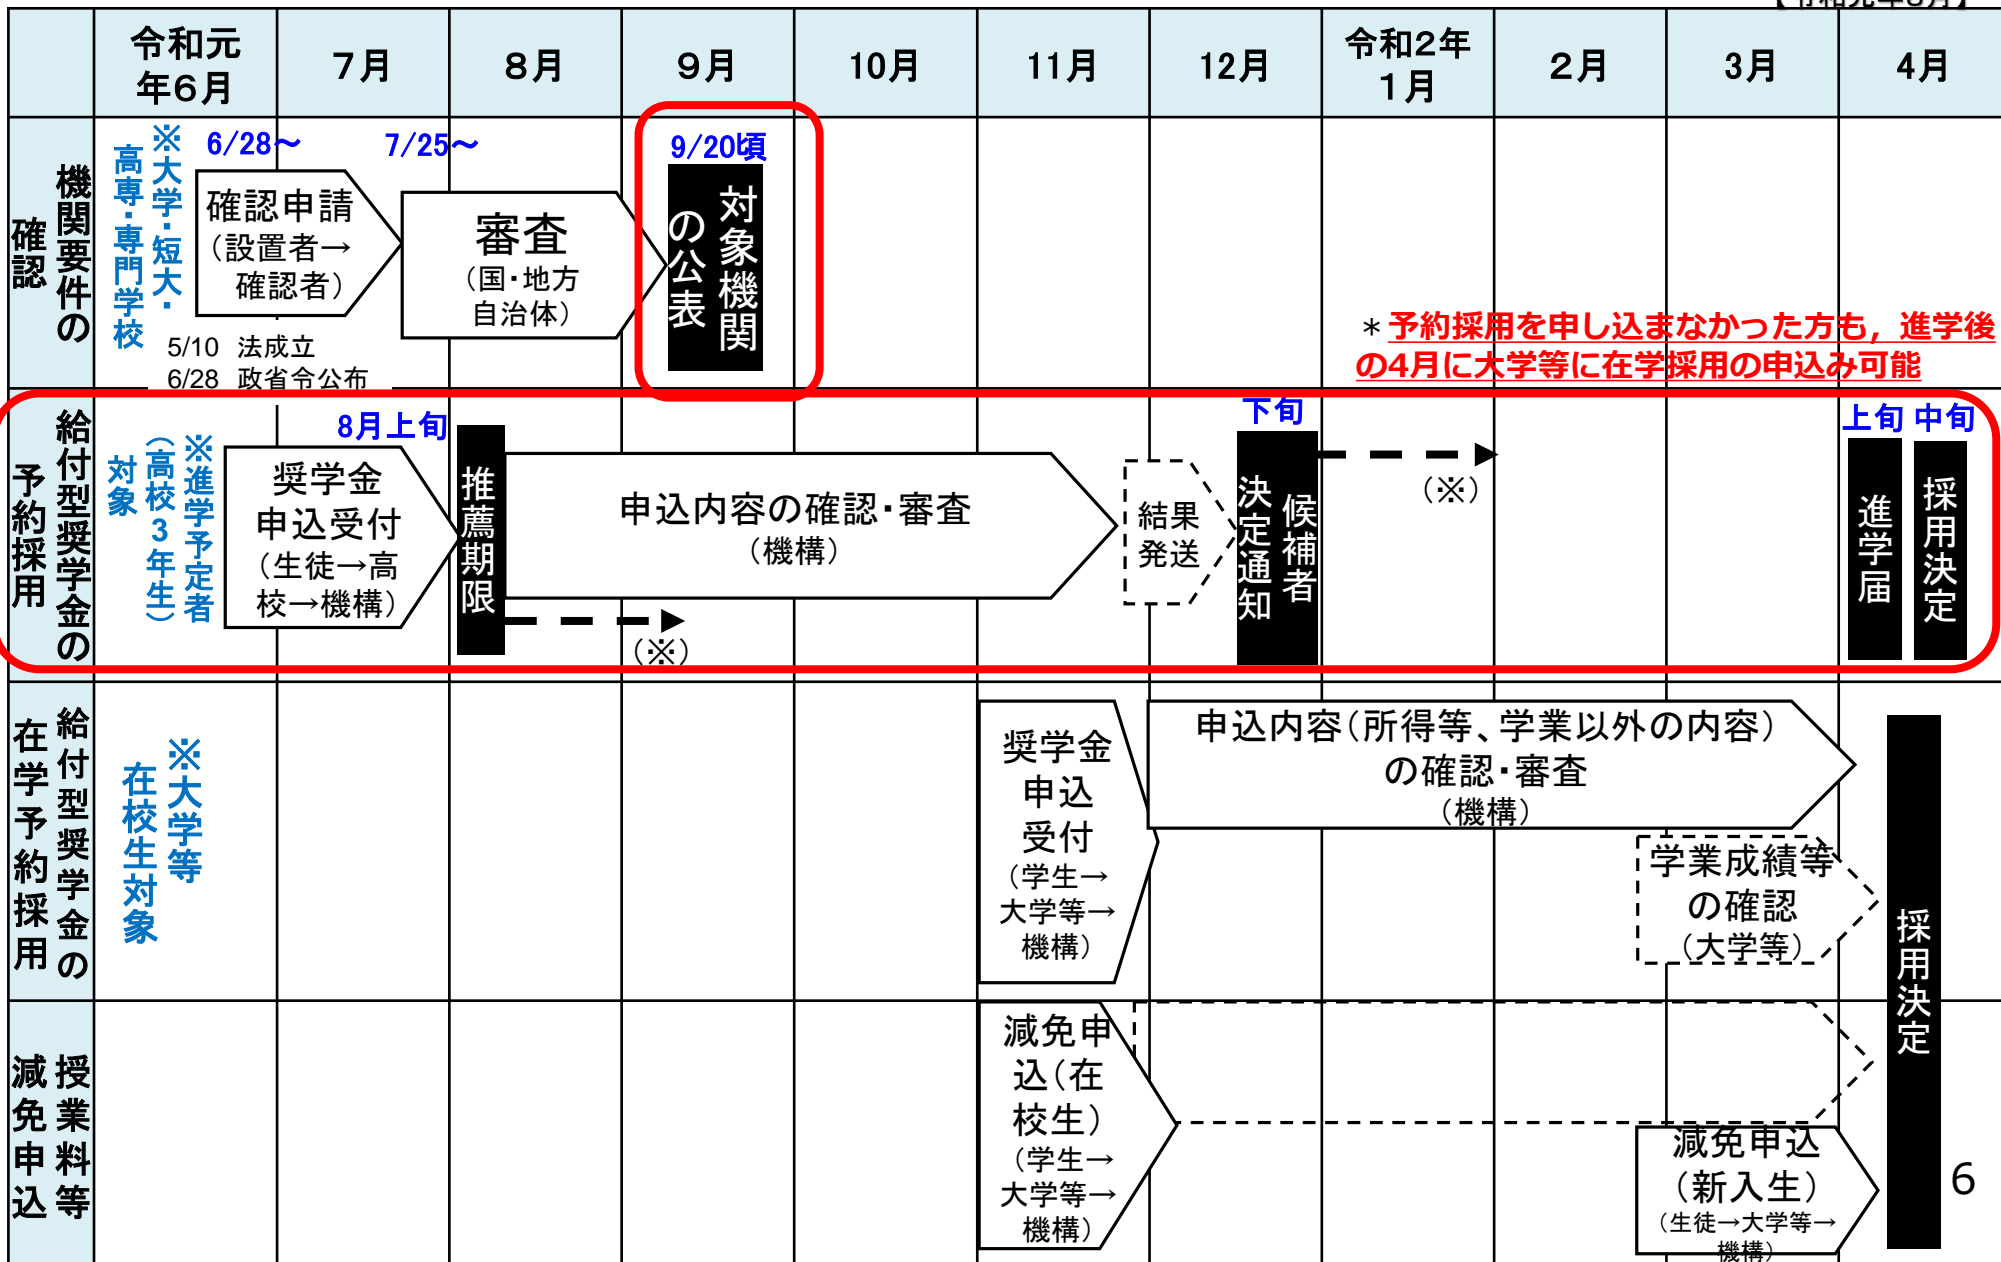 令和元
年6月
7月
8月
9月
10月
11月
12月
令和2年
1月
2月
3月
4月
機関要件の
確認
※大学・短大・
高専・専門学校
6/28～
確認申請
（設置者→
確認者）
5/10 法成立
6/28 政省令公布
7/25～
審査
（国・地方
自治体）
9/20頃
対象機関
の公表
＊予約採用を申し込まなかった方も，進学後
の4月に大学等に在学採用の申込み可能
給付型奨学金の
予約採用
※進学予定者
（高校3年生）
対象
8月上旬
奨学金
申込受付
（生徒→高
校→機構）
推薦期限
申込内容の確認・審査
（機構）
（※）
結果
発送
下旬
候補者
決定通知
（※）
上旬
進学届
中旬
採用決定
給付型奨学金の
在学予約採用
※大学等
在校生対象
奨学金
申込
受付
（学生→
大学等→
機構）
申込内容（所得等、学業以外の内容）
の確認・審査
（機構）
学業成績等
の確認
（大学等）
採用決定
授業料等
減免申込
減免申
込（在
校生）
（学生→
大学等→
機構）
減免申込
（新入生）
（生徒→大学等→
機構）
6